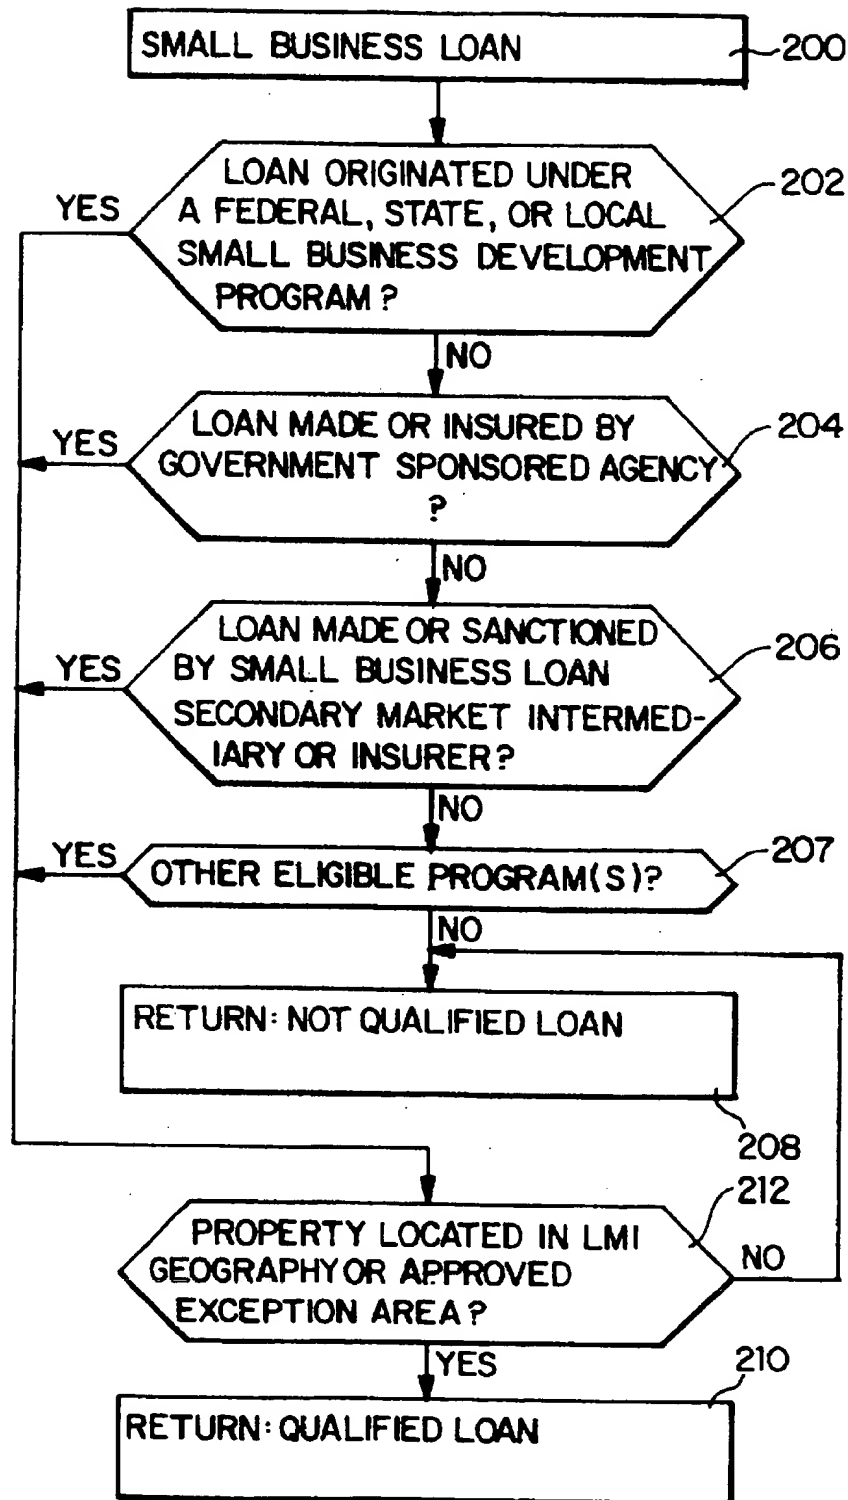 SMALL BUSINESS LOAN
200
LOAN ORIGINATED UNDER
A FEDERAL, STATE, OR LOCAL
SMALL BUSINESS DEVELOPMENT
PROGRAM?
202
YES
NO
LOAN MADE OR INSURED BY
GOVERNMENT SPONSORED AGENCY
?
204
YES
NO
LOAN MADE OR SANCTIONED
BY SMALL BUSINESS LOAN
SECONDARY MARKET INTERMED-
IARY OR INSURER?
206
YES
NO
OTHER ELIGIBLE PROGRAM(S)?
207
YES
NO
RETURN: NOT QUALIFIED LOAN
208
PROPERTY LOCATED IN LMI
GEOGRAPHY OR APPROVED
EXCEPTION AREA?
212
NO
YES
RETURN: QUALIFIED LOAN
210